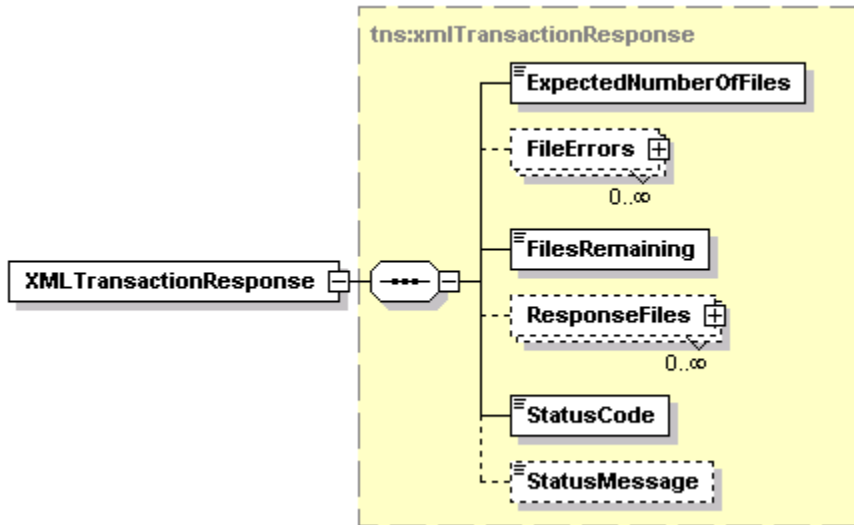 tns:xmlTransactionResponse
ExpectedNumberOfFiles
FileErrors
0..∞
FilesRemaining
XMLTransactionResponse
ResponseFiles
0..∞
StatusCode
StatusMessage